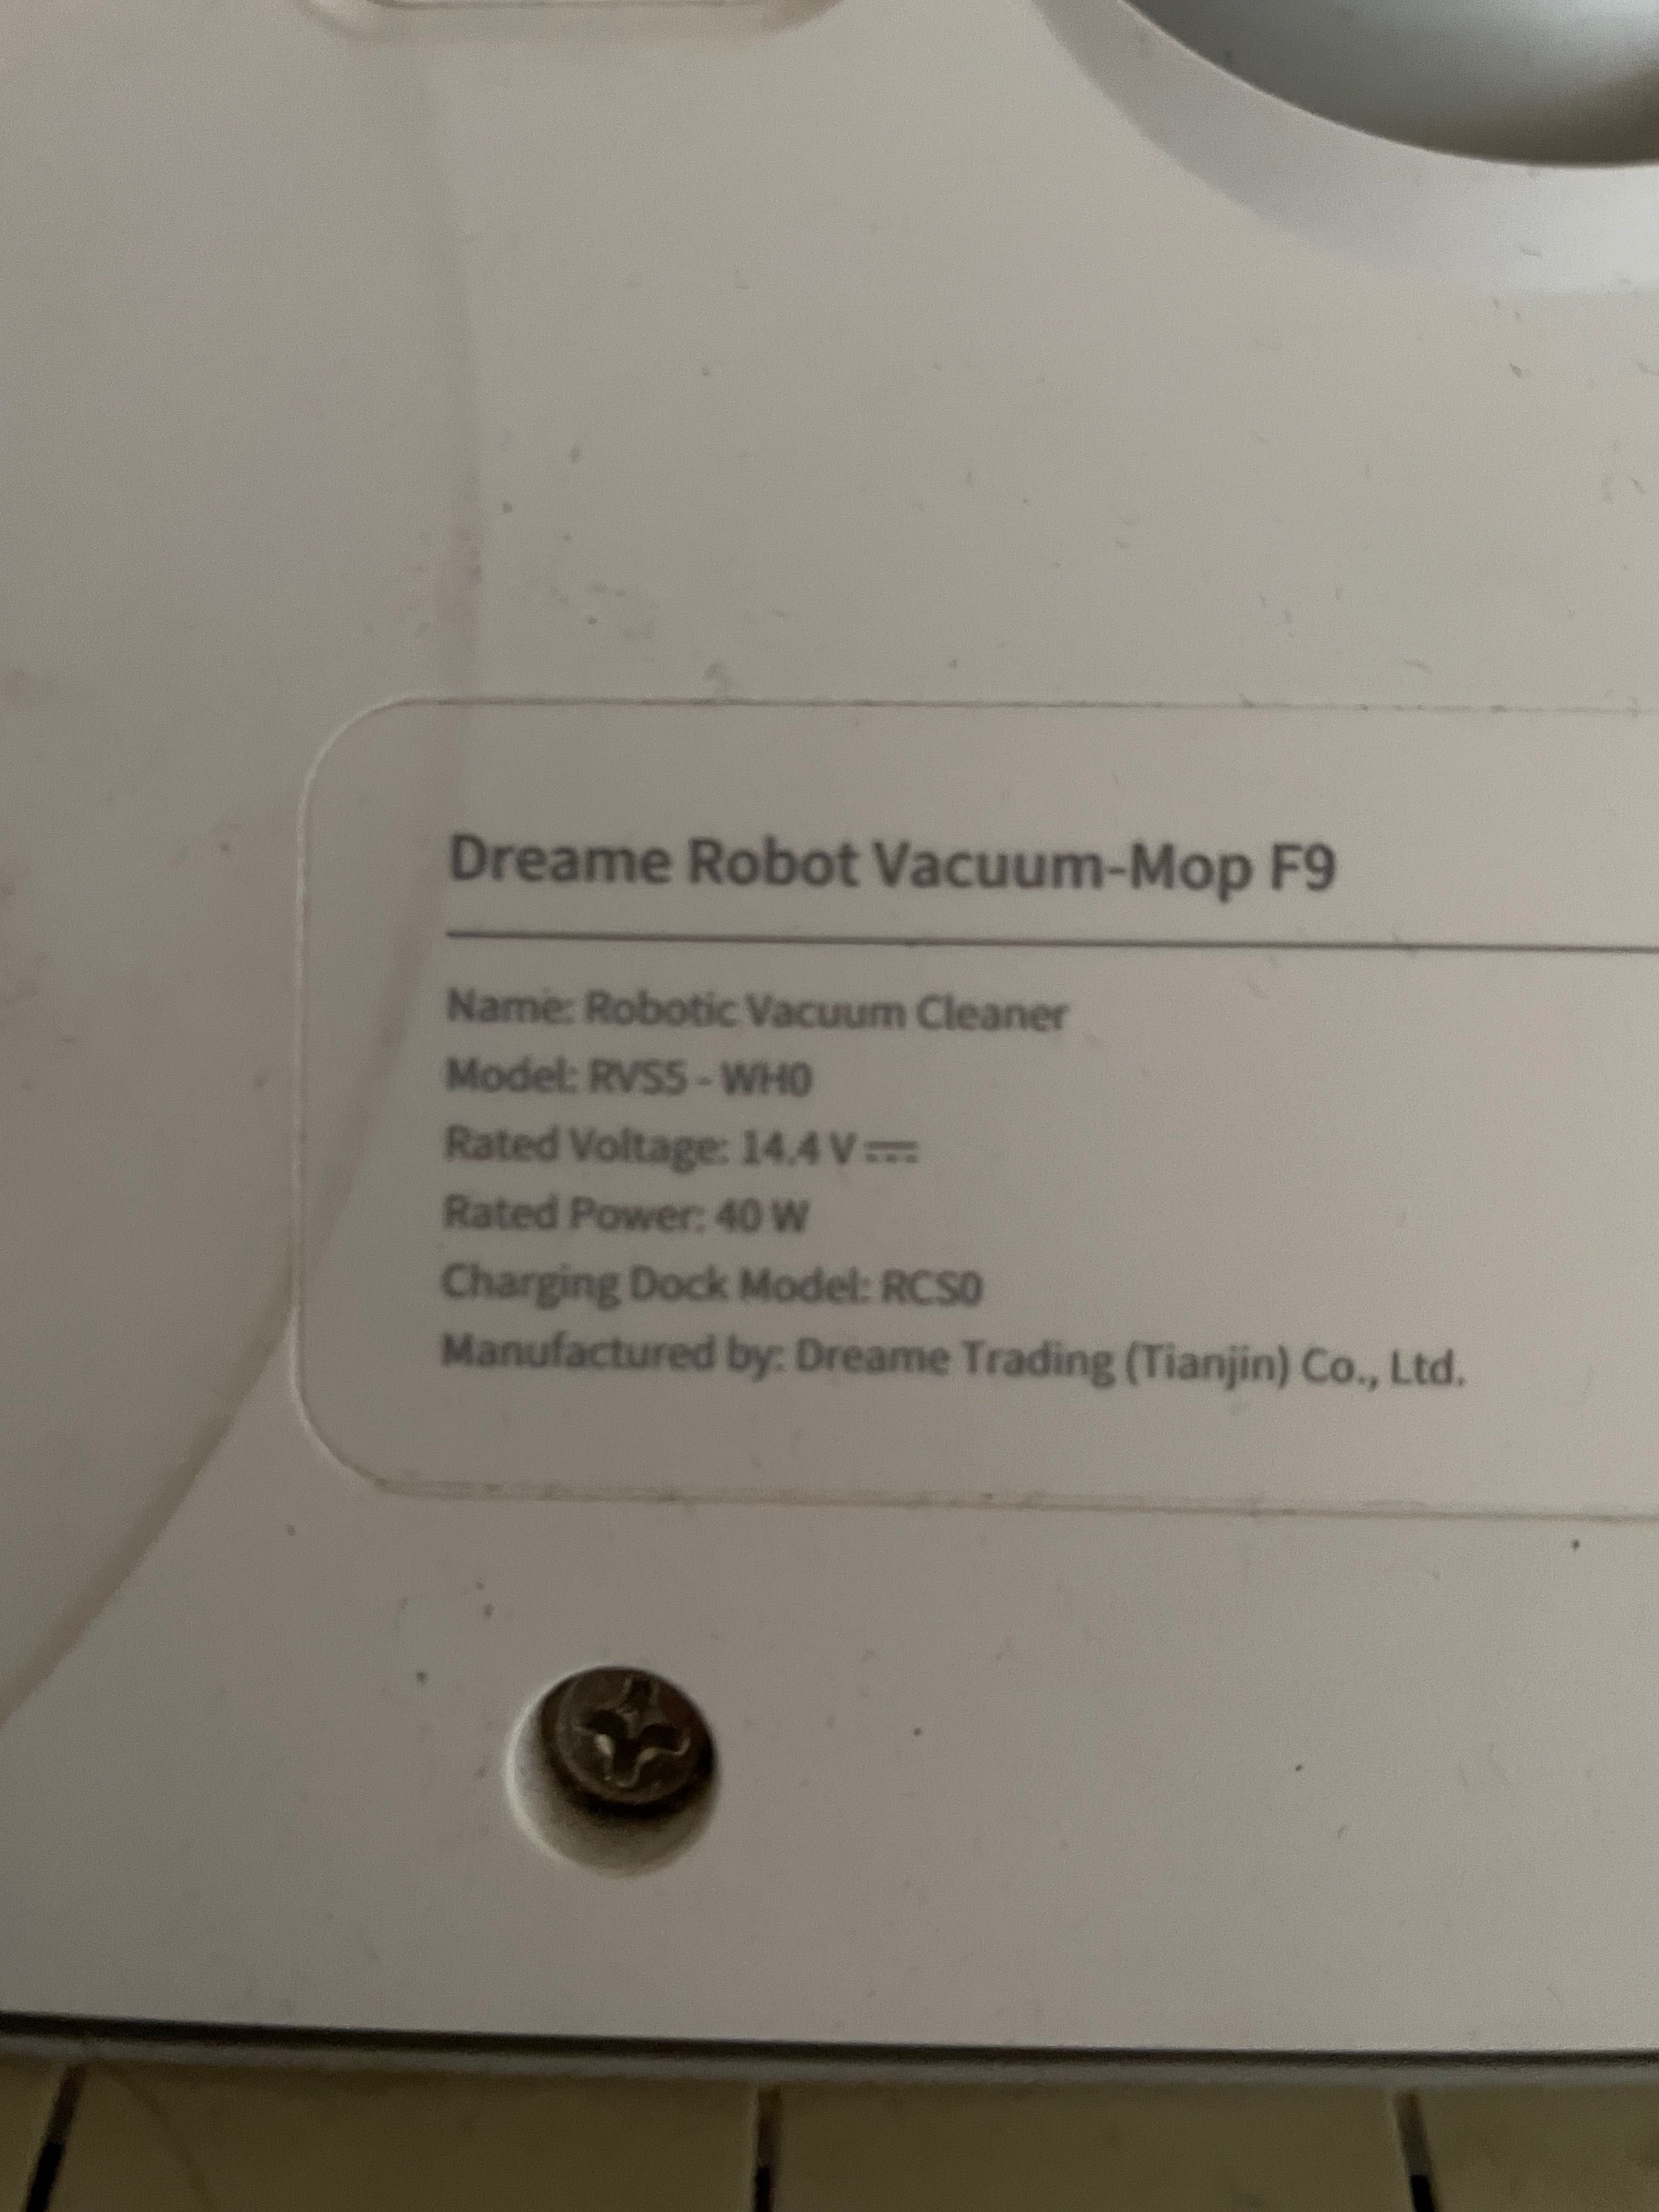 Dreame Robot Vacuum-Mop F9
Name: Robotic Vacuum Cleaner
Model: RVS5 - WH0
Rated Voltage: 14.4 V ⎓
Rated Power: 40 W
Charging Dock Model: RCS0
Manufactured by: Dreame Trading (Tianjin) Co., Ltd.